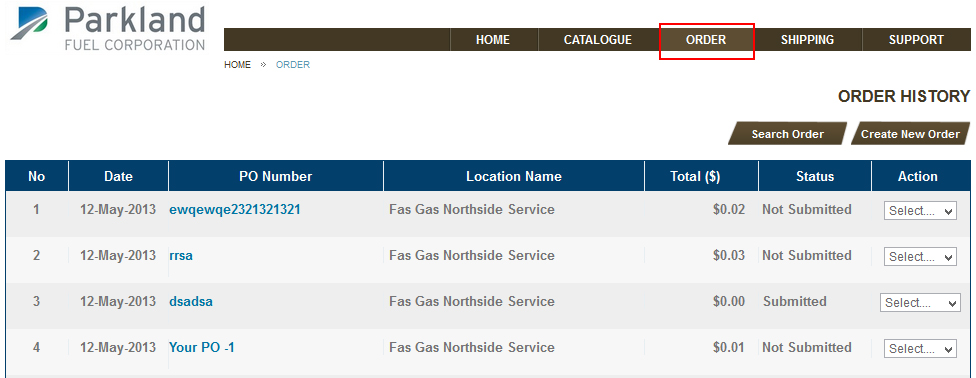 Parkland
FUEL CORPORATION
HOME CATALOGUE ORDER SHIPPING SUPPORT
HOME » ORDER
ORDER HISTORY
Search Order Create New Order
No Date PO Number Location Name Total ($) Status Action
1 12-May-2013 ewqewqe2321321321 Fas Gas Northside Service $0.02 Not Submitted Select....
2 12-May-2013 rrsa Fas Gas Northside Service $0.03 Not Submitted Select....
3 12-May-2013 dsadsa Fas Gas Northside Service $0.00 Submitted Select....
4 12-May-2013 Your PO -1 Fas Gas Northside Service $0.01 Not Submitted Select....